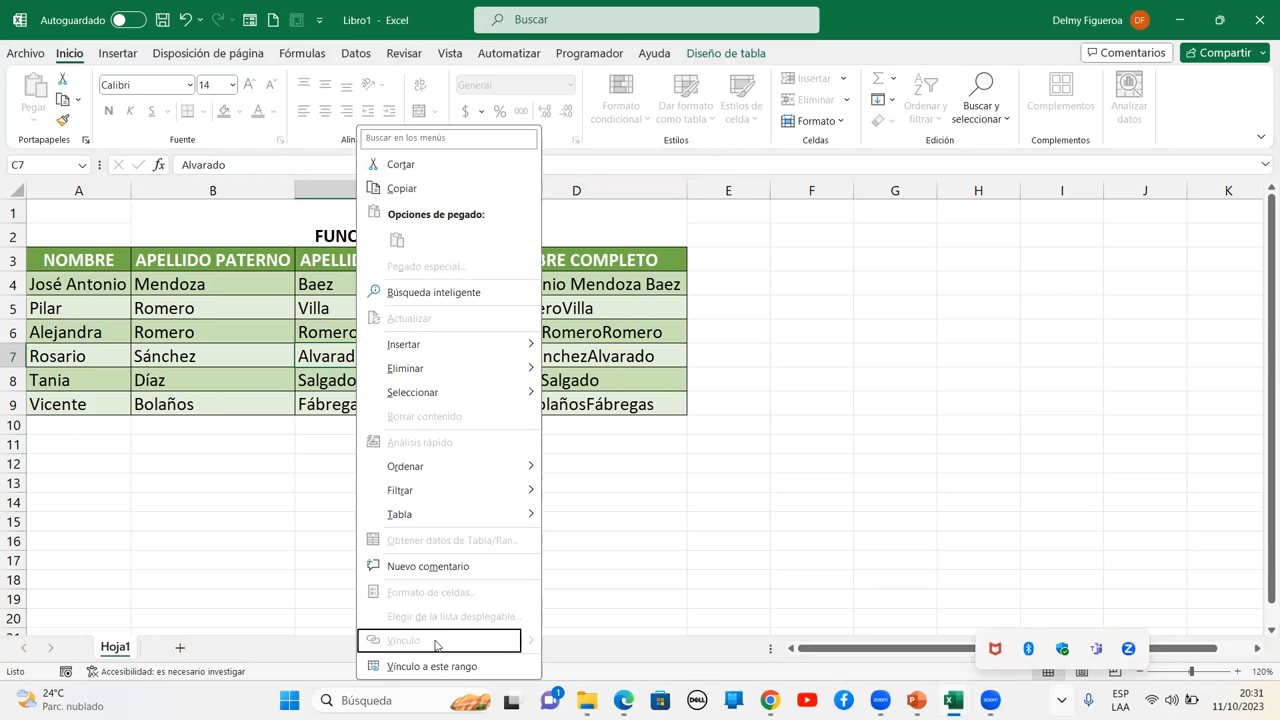 Autoguardado
Libro1 - Excel
Buscar
Delmy Figueroa
DF
Archivo Inicio Insertar Disposición de página Fórmulas Datos Revisar Vista Automatizar Programador Ayuda Diseño de tabla
Comentarios
Compartir
Pegar
Portapapeles
Calibri
14
N K S
Fuente
General
$ % 000
Formato condicional
Dar formato como tabla
Estilos de celda
Estilos
Insertar
Eliminar
Formato
Celdas
Ordenar y filtrar
Buscar y seleccionar
Edición
Complementos
Analizar datos
C7
fx
Alvarado
A B D E F G H I J K
1
2 FUNC
3 NOMBRE APELLIDO PATERNO APELLID BRE COMPLETO
4 José Antonio Mendoza Baez nio Mendoza Baez
5 Pilar Romero Villa eroVilla
6 Alejandra Romero Romero RomeroRomero
7 Rosario Sánchez Alvarad nchezAlvarado
8 Tania Díaz Salgado Salgado
9 Vicente Bolaños Fábrega olañosFábregas
10
11
12
13
14
15
16
17
18
19
20
Buscar en los menús
Cortar
Copiar
Opciones de pegado:
Pegado especial...
Búsqueda inteligente
Actualizar
Insertar
Eliminar
Seleccionar
Borrar contenido
Análisis rápido
Ordenar
Filtrar
Tabla
Obtener datos de Tabla/Ran...
Nuevo comentario
Formato de celdas...
Elegir de la lista desplegable...
Vínculo
Vínculo a este rango
Hoja1
Listo
Accesibilidad: es necesario investigar
120%
24°C
Parc. nublado
Búsqueda
1
DELL
zoom
zoom
ESP
LAA
20:31
11/10/2023